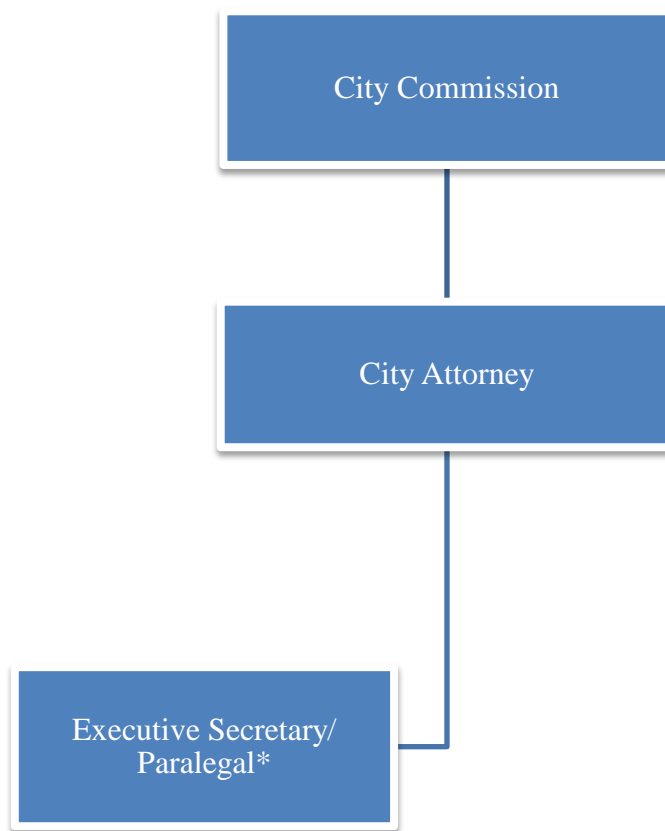 City Commission
City Attorney
Executive Secretary/
Paralegal*